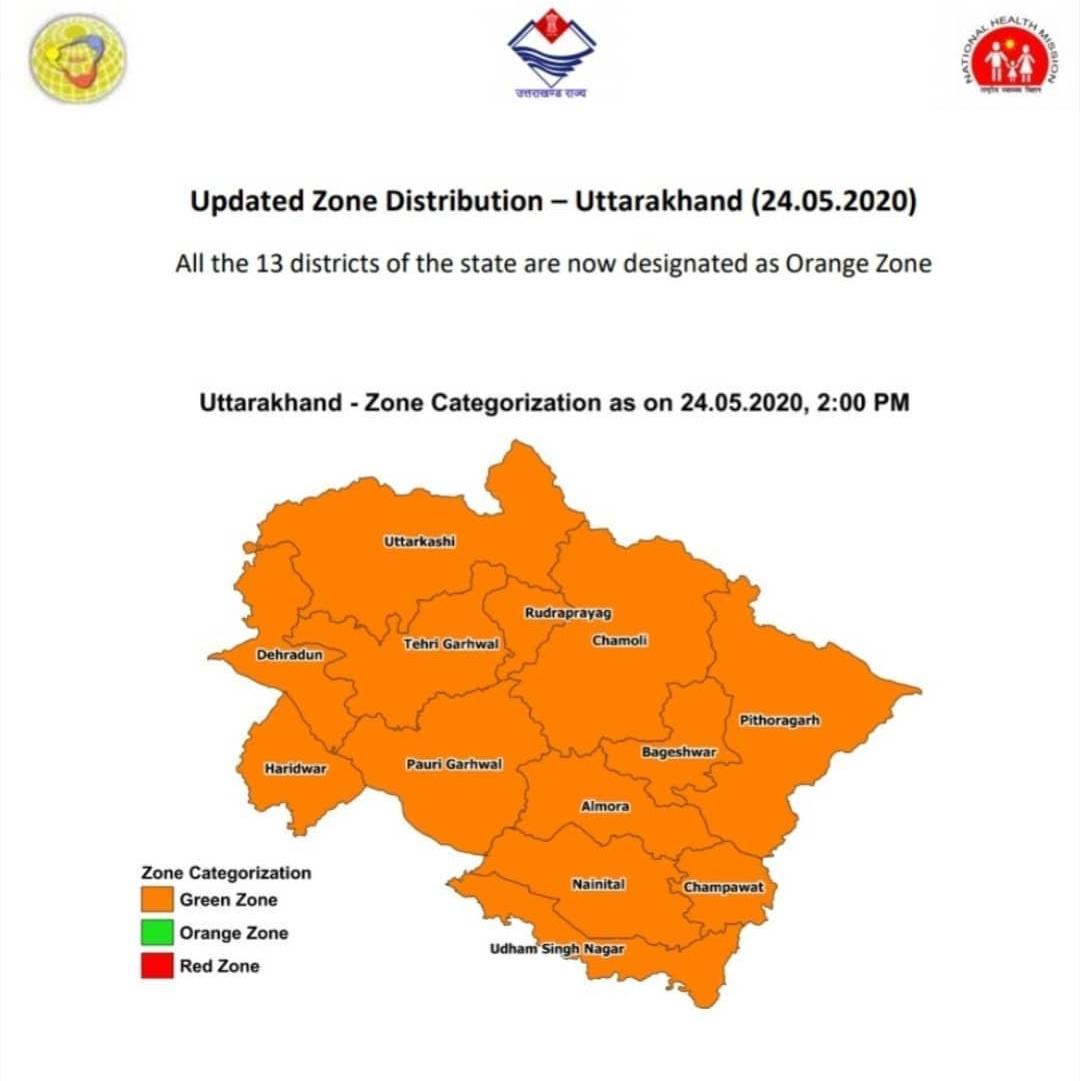 उत्तराखण्ड राज्य
NATIONAL HEALTH MISSION
राष्ट्रीय स्वास्थ्य मिशन
Updated Zone Distribution – Uttarakhand (24.05.2020)
All the 13 districts of the state are now designated as Orange Zone
Uttarakhand - Zone Categorization as on 24.05.2020, 2:00 PM
Uttarkashi
Rudraprayag
Chamoli
Tehri Garhwal
Dehradun
Pithoragarh
Bageshwar
Pauri Garhwal
Haridwar
Almora
Nainital
Champawat
Udham Singh Nagar
Zone Categorization
Green Zone
Orange Zone
Red Zone